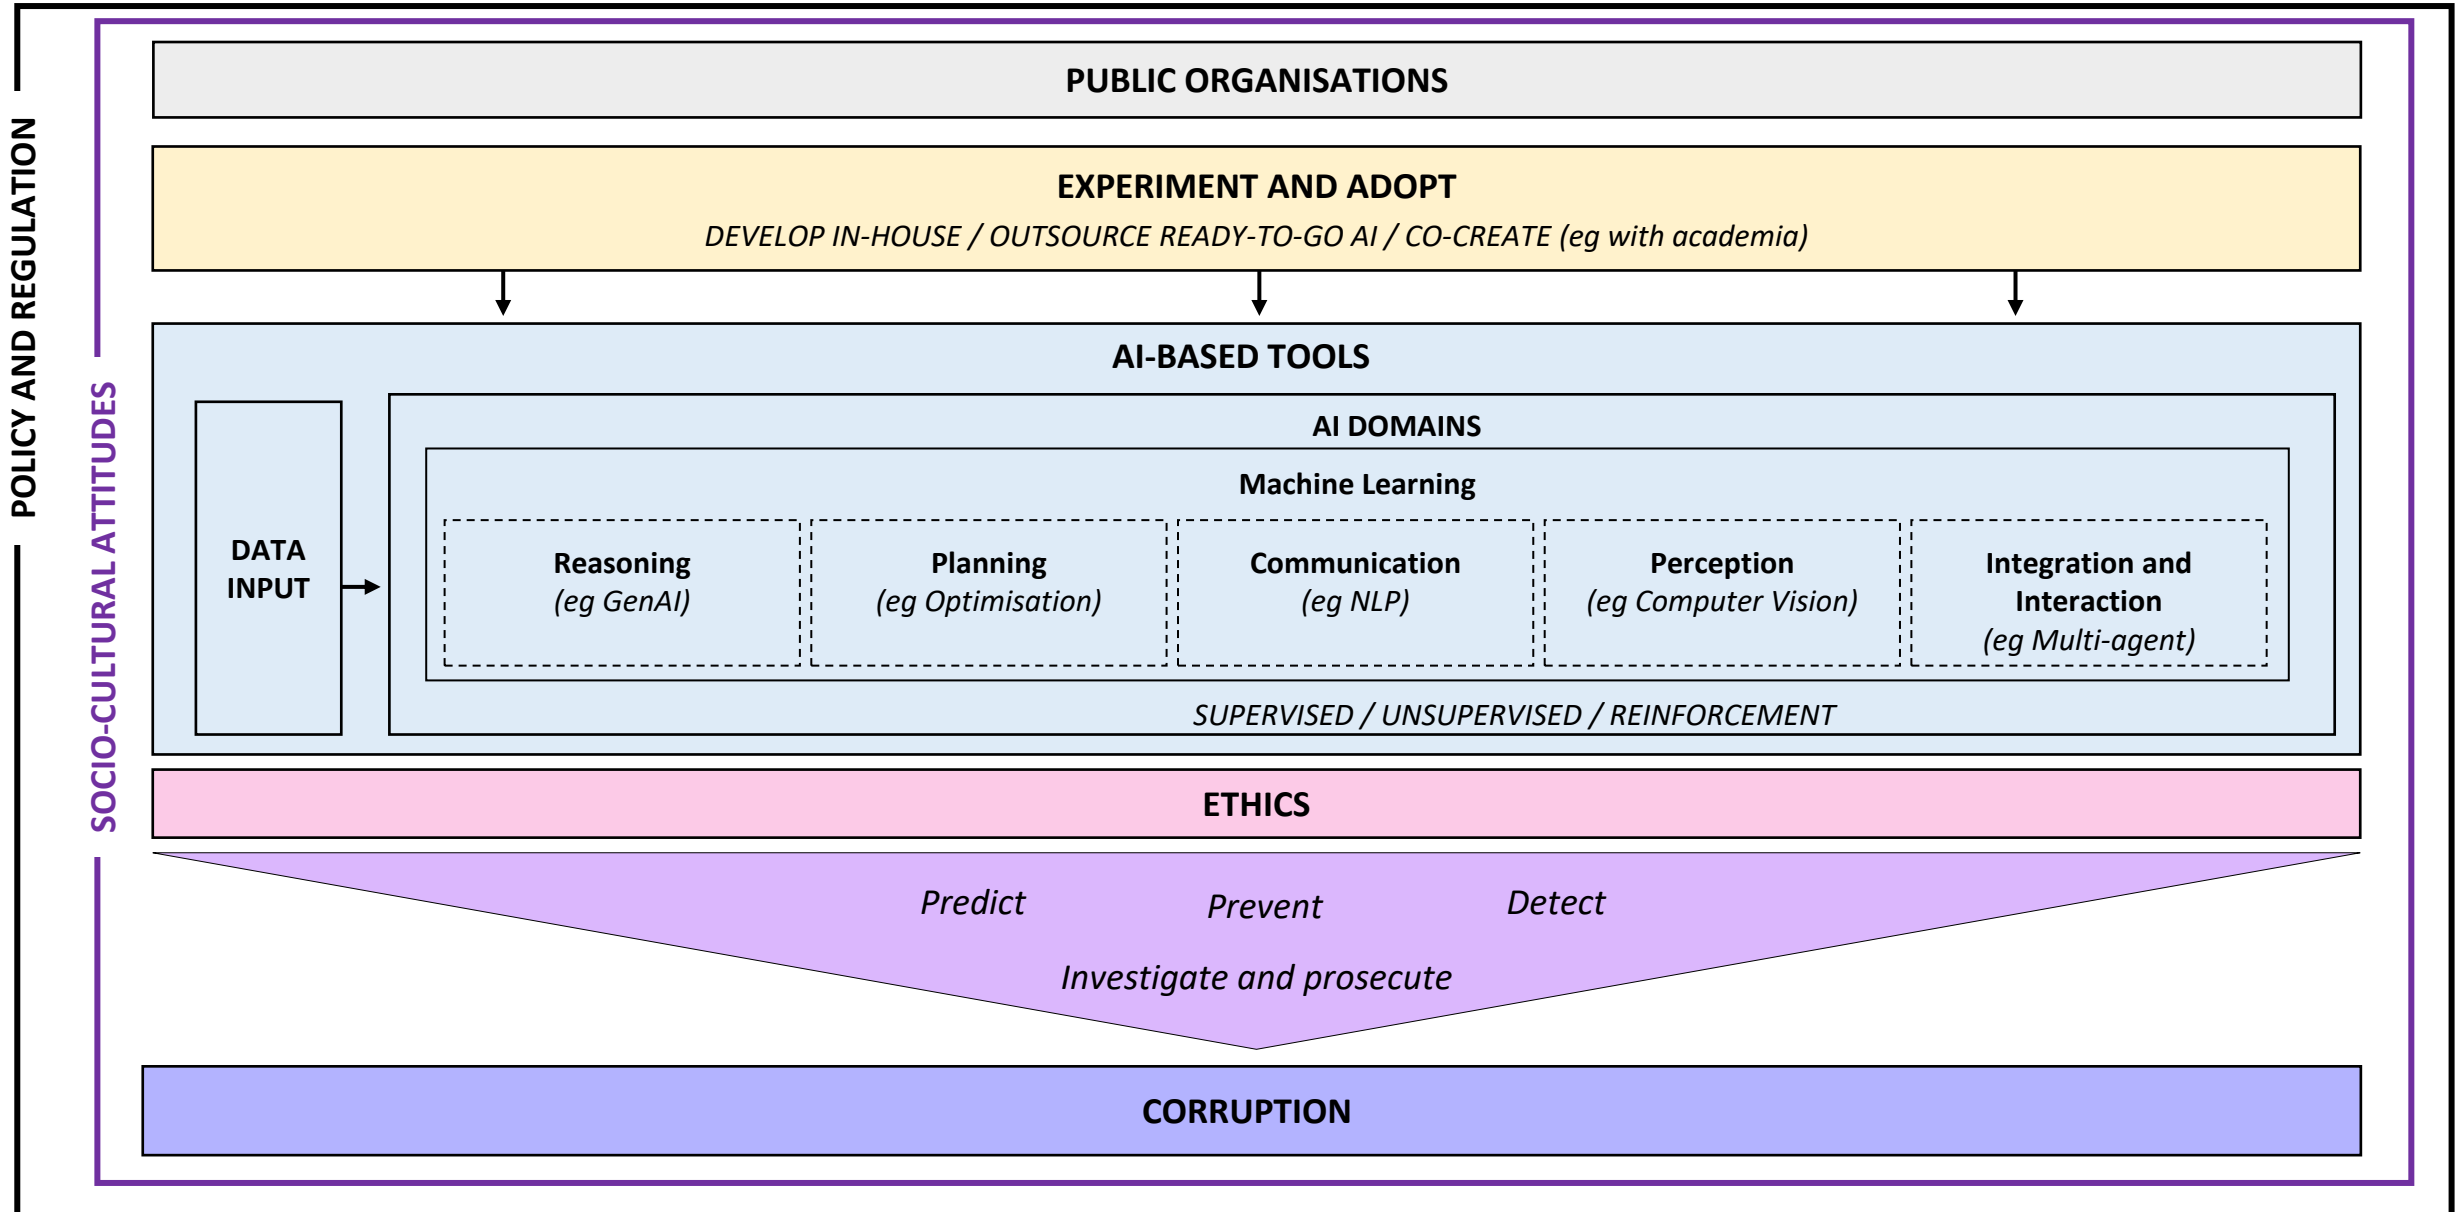 POLICY AND REGULATION
SOCIO-CULTURAL ATTITUDES
PUBLIC ORGANISATIONS
EXPERIMENT AND ADOPT
DEVELOP IN-HOUSE / OUTSOURCE READY-TO-GO AI / CO-CREATE (eg with academia)
AI-BASED TOOLS
DATA
INPUT
AI DOMAINS
Machine Learning
Reasoning
(eg GenAI)
Planning
(eg Optimisation)
Communication
(eg NLP)
Perception
(eg Computer Vision)
Integration and
Interaction
(eg Multi-agent)
SUPERVISED / UNSUPERVISED / REINFORCEMENT
ETHICS
Predict
Prevent
Detect
Investigate and prosecute
CORRUPTION